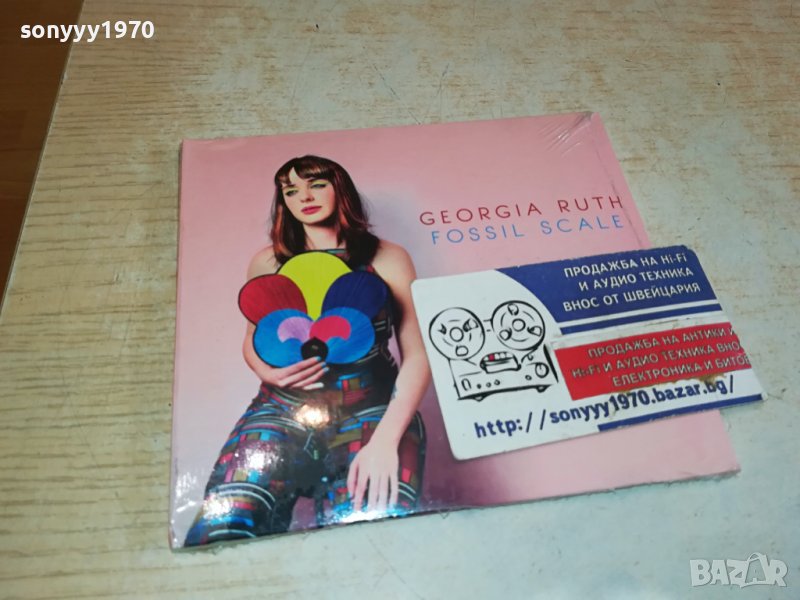 sonyyy1970
GEORGIA RUTH
FOSSIL SCALE
ПРОДАЖБА НА Hi-Fi
И АУДИО ТЕХНИКА
ВНОС ОТ ШВЕЙЦАРИЯ
ПРОДАЖБА НА АНТИКИ И
Hi-Fi И АУДИО ТЕХНИКА ВНОС
ЕЛЕКТРОНИКА И БИТОВ
http://sonyyy1970.bazar.bg/
sonyyy1970
BAZAR